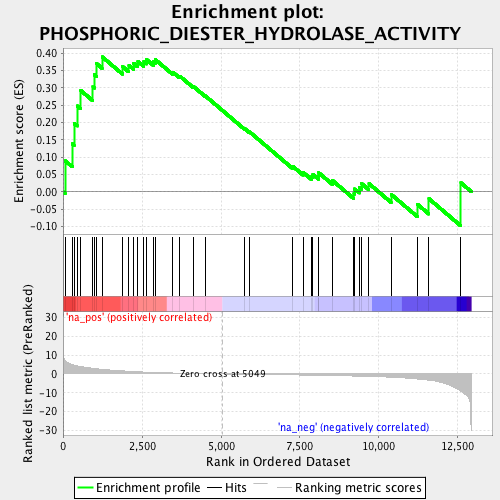 Enrichment plot:
PHOSPHORIC_DIESTER_HYDROLASE_ACTIVITY
Enrichment score (ES)
0.40
0.35
0.30
0.25
0.20
0.15
0.10
0.05
0.00
-0.05
-0.10
'na_pos' (positively correlated)
Ranked list metric (PreRanked)
30
20
10
0
-10
-20
-30
Zero cross at 5049
'na_neg' (negatively correlated)
0
2,500
5,000
7,500
10,000
12,500
Rank in Ordered Dataset
Enrichment profile
Hits
Ranking metric scores